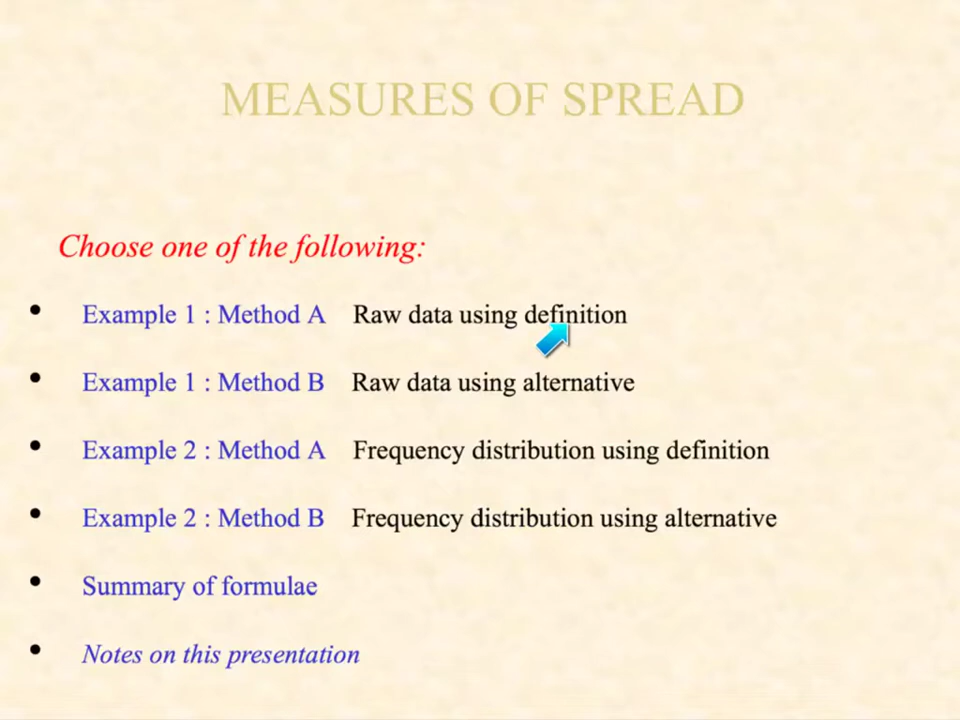 MEASURES OF SPREAD
Choose one of the following:
• Example 1 : Method A Raw data using definition
• Example 1 : Method B Raw data using alternative
• Example 2 : Method A Frequency distribution using definition
• Example 2 : Method B Frequency distribution using alternative
• Summary of formulae
• Notes on this presentation